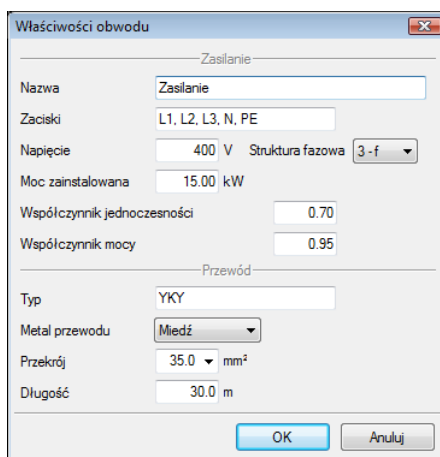 Właściwości obwodu
Zasilanie
Nazwa Zasilanie
Zaciski L1, L2, L3, N, PE
Napięcie 400 V Struktura fazowa 3-f
Moc zainstalowana 15.00 kW
Współczynnik jednoczesności 0.70
Współczynnik mocy 0.95
Przewód
Typ YKY
Metal przewodu Miedź
Przekrój 35.0 mm²
Długość 30.0 m
OK Anuluj